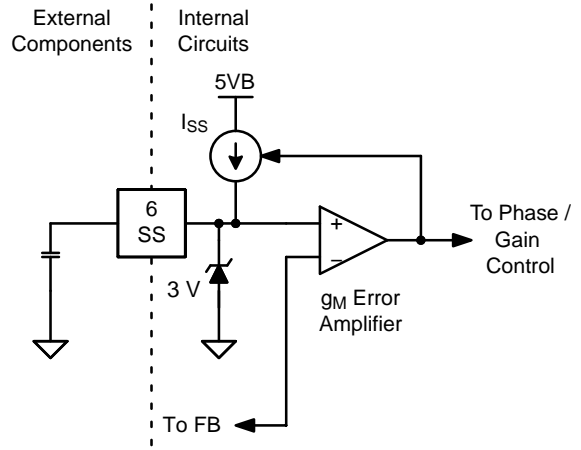 External
Components
Internal
Circuits
5VB
ISS
6
SS
+
−
3 V
gM Error
Amplifier
To Phase /
Gain
Control
To FB